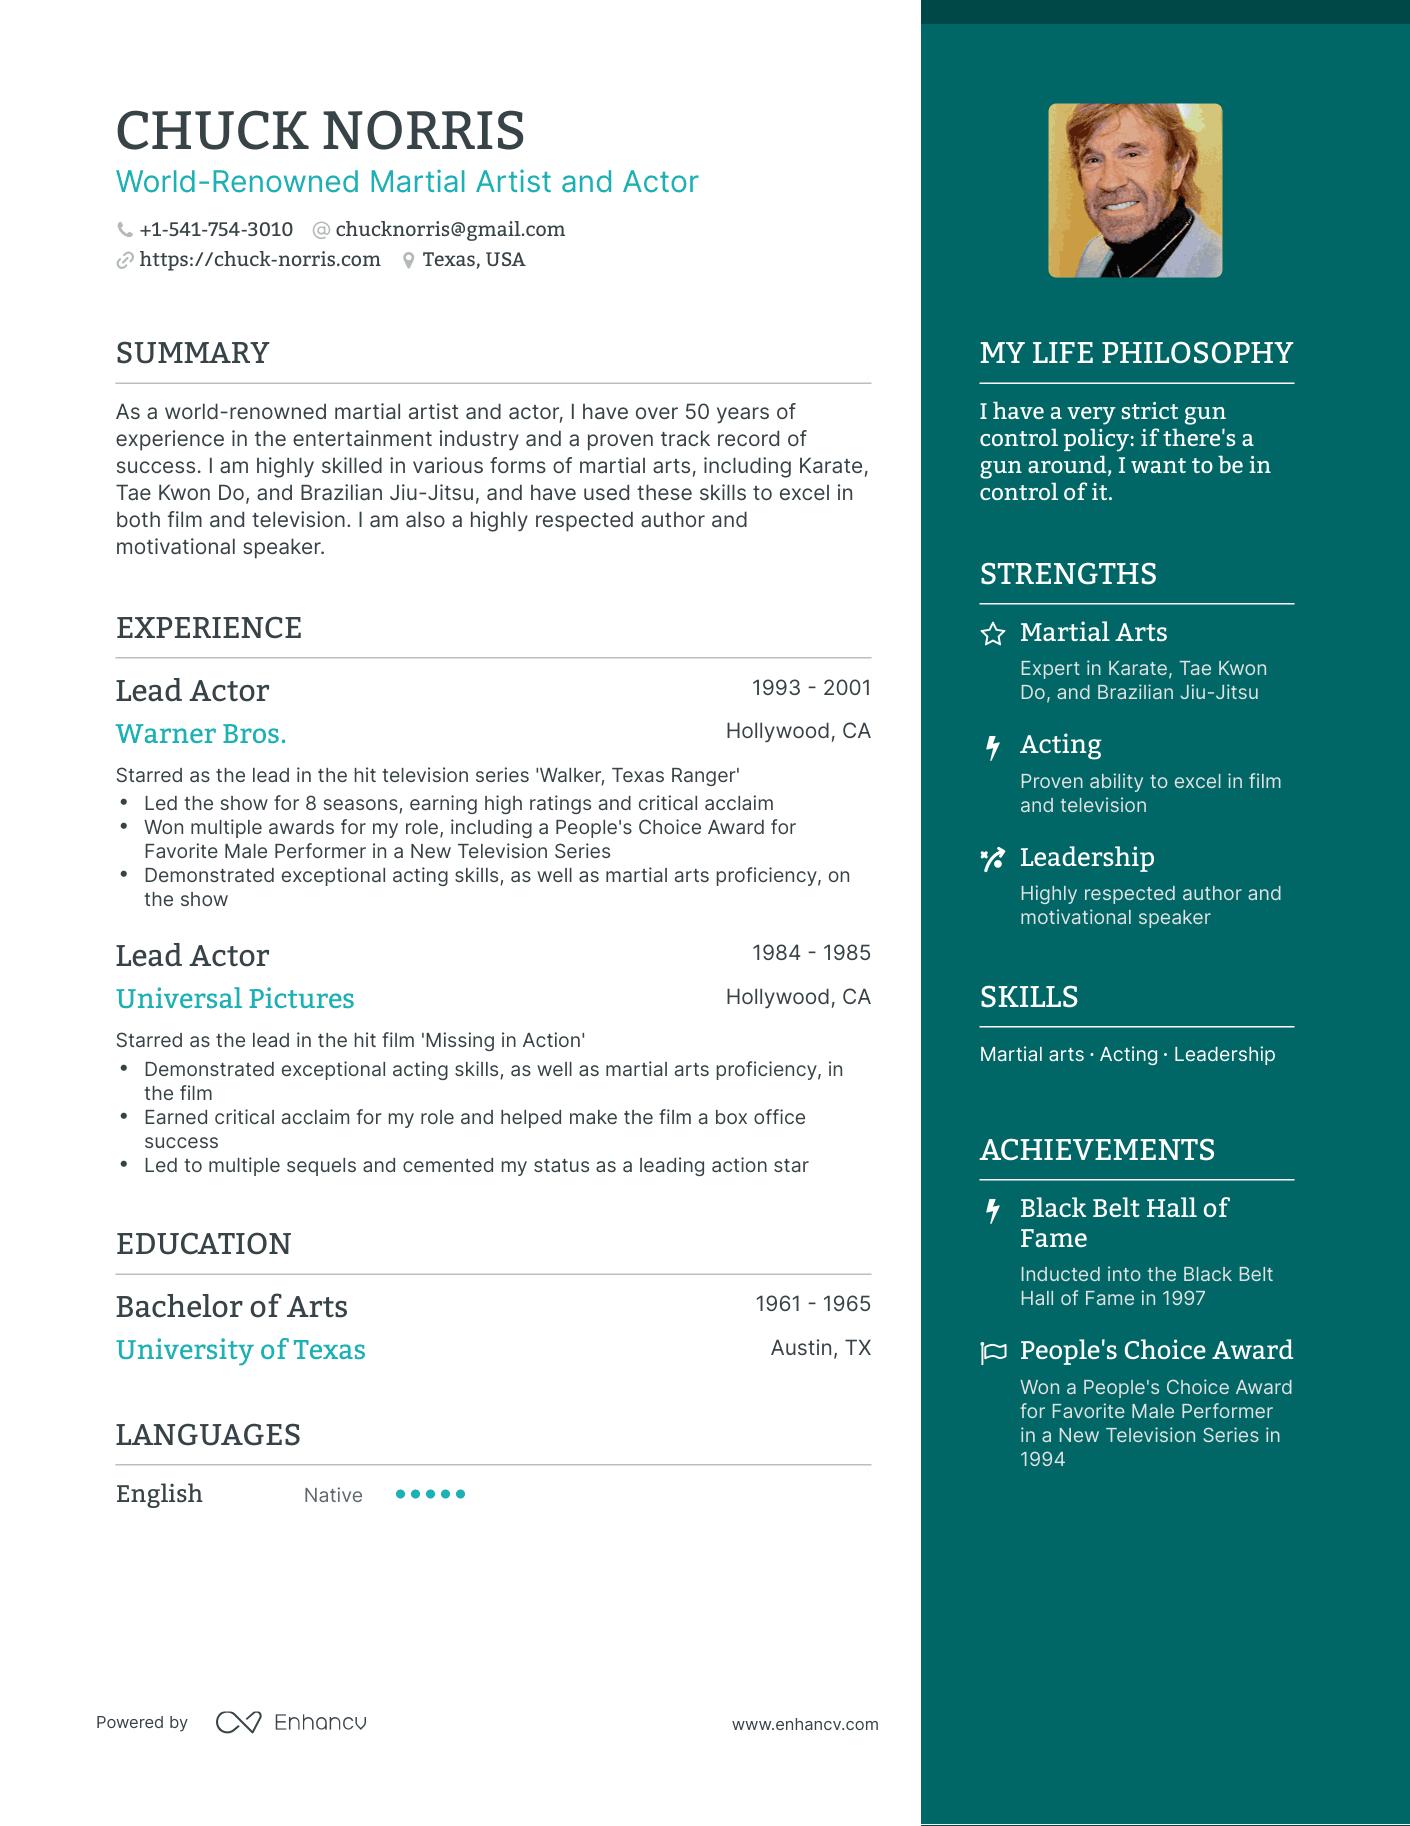 CHUCK NORRIS
World-Renowned Martial Artist and Actor
+1-541-754-3010 @ chucknorris@gmail.com
https://chuck-norris.com Texas, USA
SUMMARY
As a world-renowned martial artist and actor, I have over 50 years of
experience in the entertainment industry and a proven track record of
success. I am highly skilled in various forms of martial arts, including Karate,
Tae Kwon Do, and Brazilian Jiu-Jitsu, and have used these skills to excel in
both film and television. I am also a highly respected author and
motivational speaker.
EXPERIENCE
Lead Actor 1993 - 2001
Warner Bros. Hollywood, CA
Starred as the lead in the hit television series 'Walker, Texas Ranger'
• Led the show for 8 seasons, earning high ratings and critical acclaim
• Won multiple awards for my role, including a People's Choice Award for
Favorite Male Performer in a New Television Series
• Demonstrated exceptional acting skills, as well as martial arts proficiency, on
the show
Lead Actor 1984 - 1985
Universal Pictures Hollywood, CA
Starred as the lead in the hit film 'Missing in Action'
• Demonstrated exceptional acting skills, as well as martial arts proficiency, in
the film
• Earned critical acclaim for my role and helped make the film a box office
success
• Led to multiple sequels and cemented my status as a leading action star
EDUCATION
Bachelor of Arts 1961 - 1965
University of Texas Austin, TX
LANGUAGES
English Native
Powered by Enhancv www.enhancv.com
MY LIFE PHILOSOPHY
I have a very strict gun
control policy: if there's a
gun around, I want to be in
control of it.
STRENGTHS
Martial Arts
Expert in Karate, Tae Kwon
Do, and Brazilian Jiu-Jitsu
Acting
Proven ability to excel in film
and television
Leadership
Highly respected author and
motivational speaker
SKILLS
Martial arts · Acting · Leadership
ACHIEVEMENTS
Black Belt Hall of
Fame
Inducted into the Black Belt
Hall of Fame in 1997
People's Choice Award
Won a People's Choice Award
for Favorite Male Performer
in a New Television Series in
1994